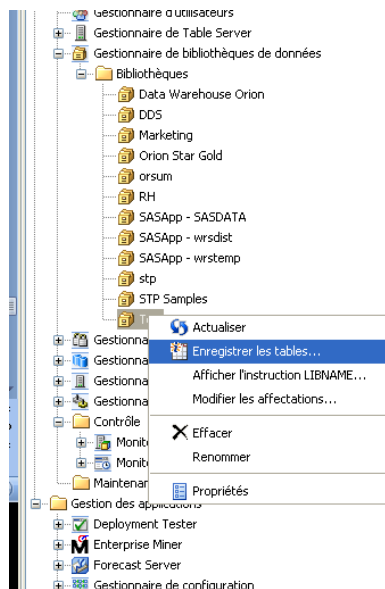 Gestionnaire d'utilisateurs
Gestionnaire de Table Server
Gestionnaire de bibliothèques de données
Bibliothèques
Data Warehouse Orion
DDS
Marketing
Orion Star Gold
orsum
RH
SASApp - SASDATA
SASApp - wrsdist
SASApp - wrstemp
stp
STP Samples
Actualiser
Enregistrer les tables...
Afficher l'instruction LIBNAME...
Modifier les affectations...
Effacer
Renommer
Propriétés
Contrôle
Gestion des applications
Deployment Tester
Enterprise Miner
Forecast Server
Gestionnaire de configuration